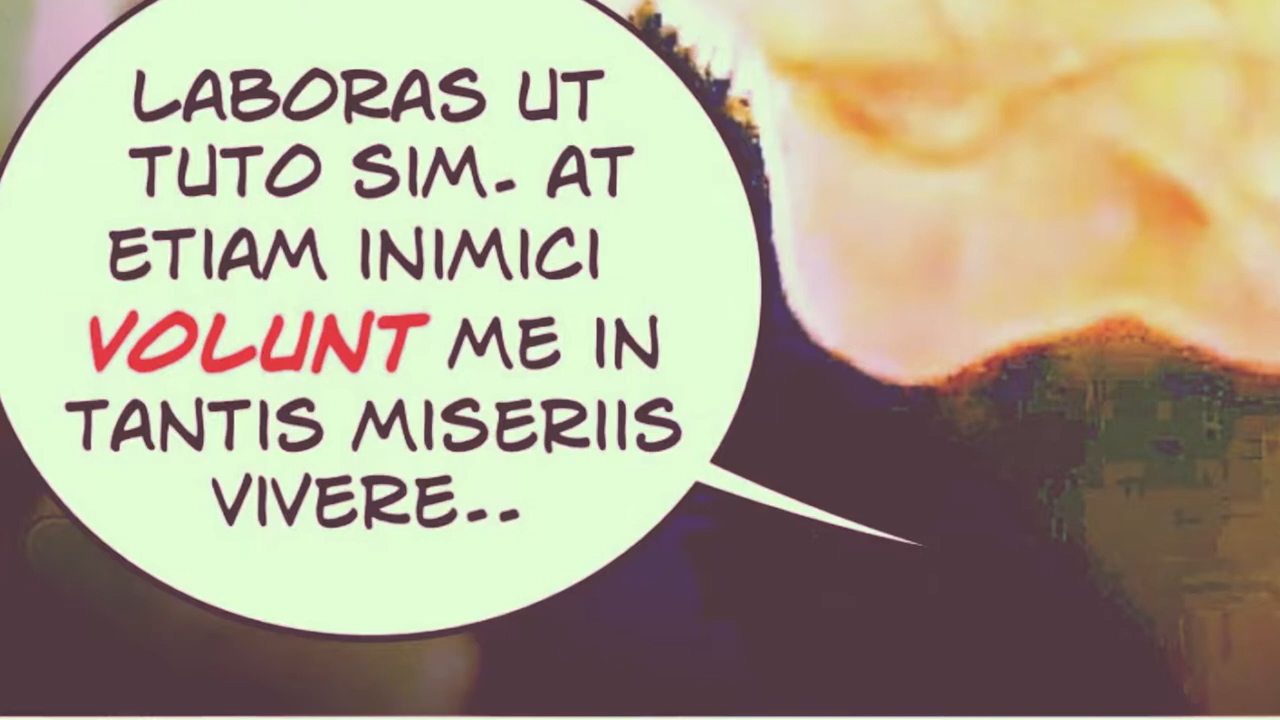 LABORAS UT
TUTO SIM. AT
ETIAM INIMICI
VOLUNT ME IN
TANTIS MISERIIS
VIVERE..